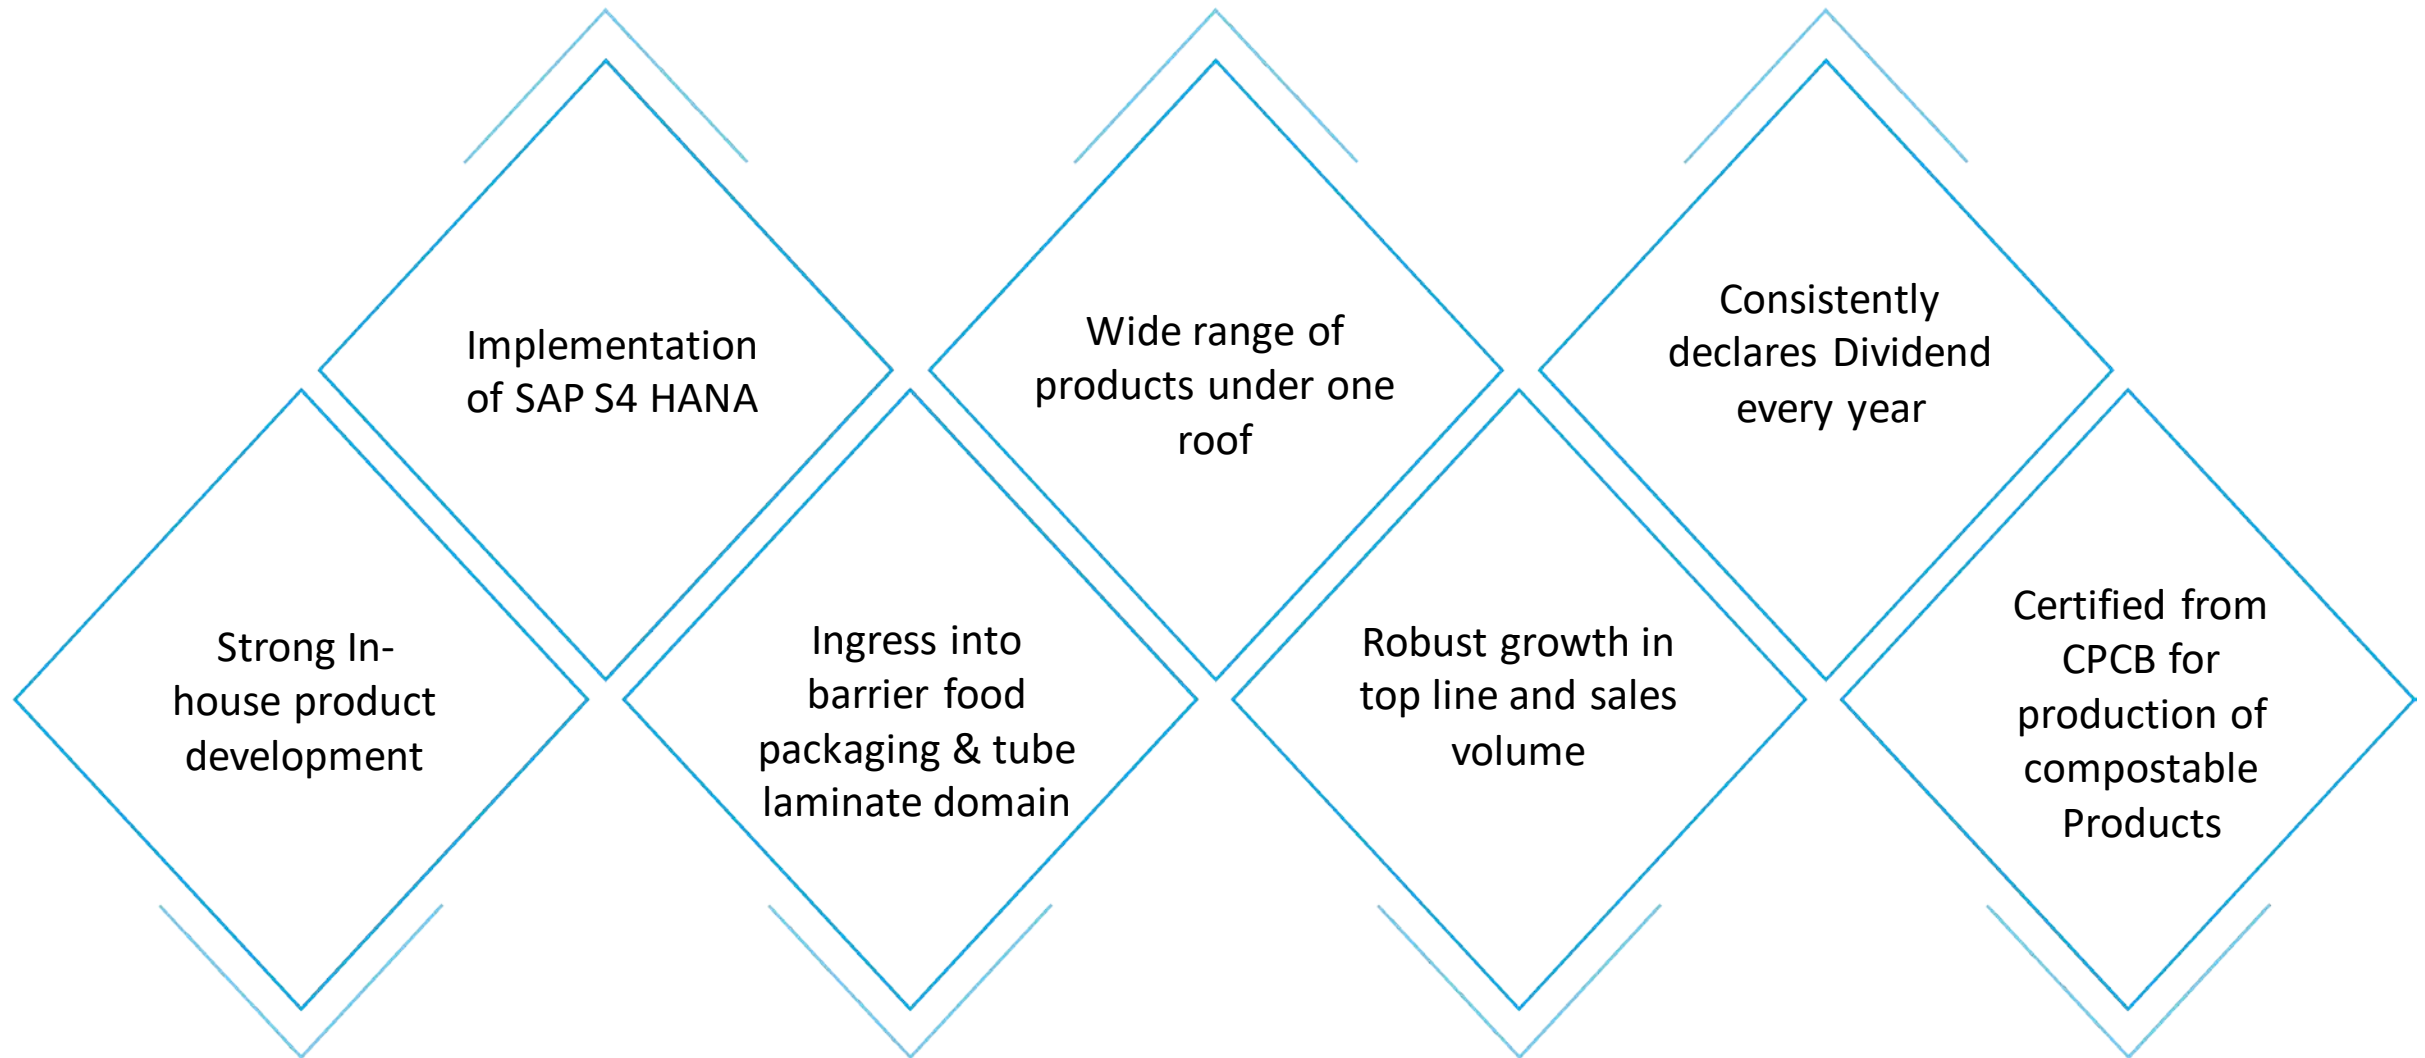 Implementation
of SAP S4 HANA
Wide range of
products under one
roof
Consistently
declares Dividend
every year
Strong In-
house product
development
Ingress into
barrier food
packaging & tube
laminate domain
Robust growth in
top line and sales
volume
Certified from
CPCB for
production of
compostable
Products